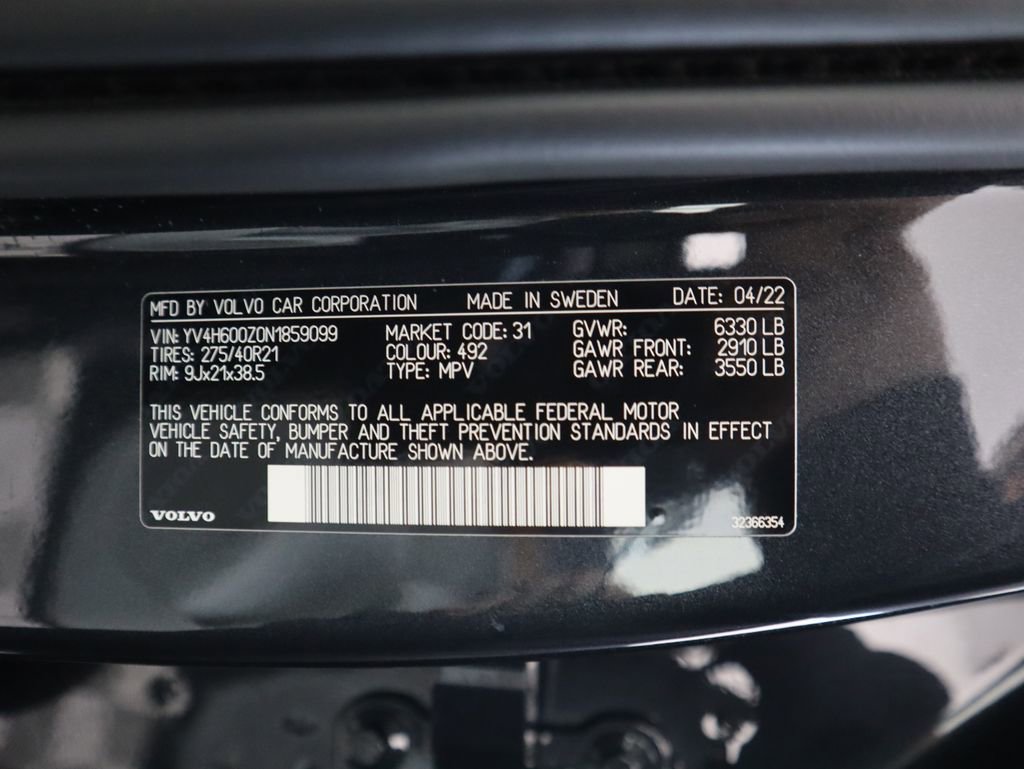 MFD BY VOLVO CAR CORPORATION MADE IN SWEDEN DATE: 04/22
VIN: YV4H600Z0N1859099 MARKET CODE: 31 GVWR: 6330 LB
TIRES: 275/40R21 COLOUR: 492 GAWR FRONT: 2910 LB
RIM: 9Jx21x38.5 TYPE: MPV GAWR REAR: 3550 LB
THIS VEHICLE CONFORMS TO ALL APPLICABLE FEDERAL MOTOR
VEHICLE SAFETY, BUMPER AND THEFT PREVENTION STANDARDS IN EFFECT
ON THE DATE OF MANUFACTURE SHOWN ABOVE.
VOLVO 32366354